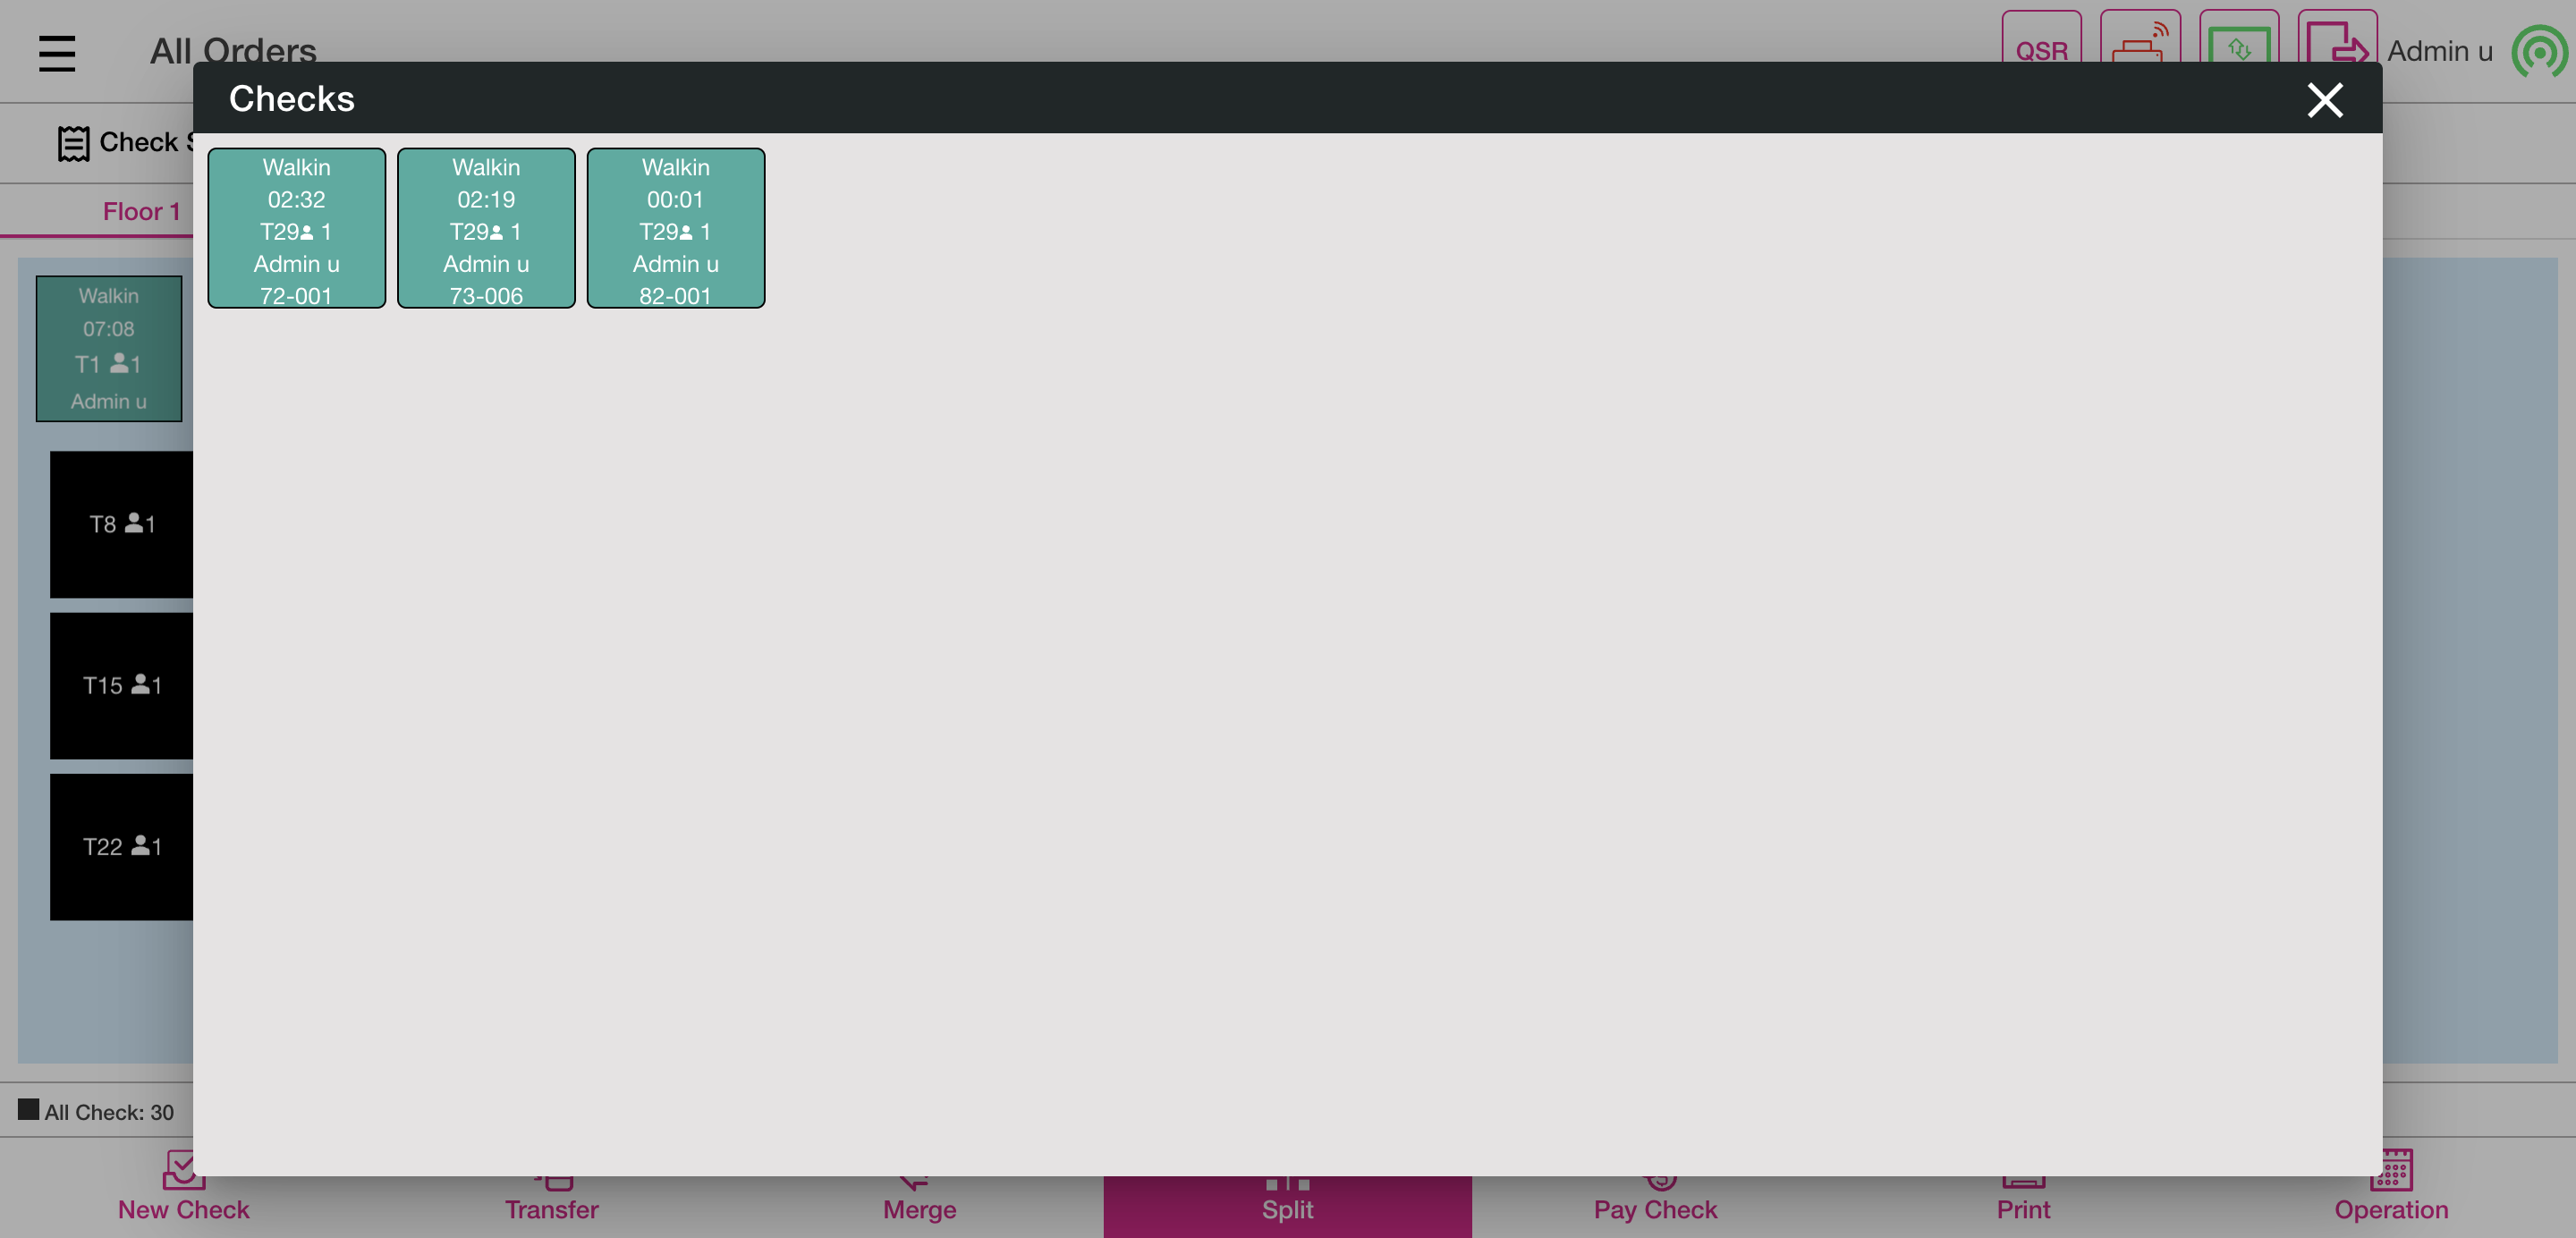 All Orders
QSR
Admin u
Checks
Check
Floor 1
Walkin
02:32
T29 1
Admin u
72-001
Walkin
02:19
T29 1
Admin u
73-006
Walkin
00:01
T29 1
Admin u
82-001
Walkin
07:08
T1 1
Admin u
T8 1
T15 1
T22 1
All Check: 30
New Check
Transfer
Merge
Split
Pay Check
Print
Operation